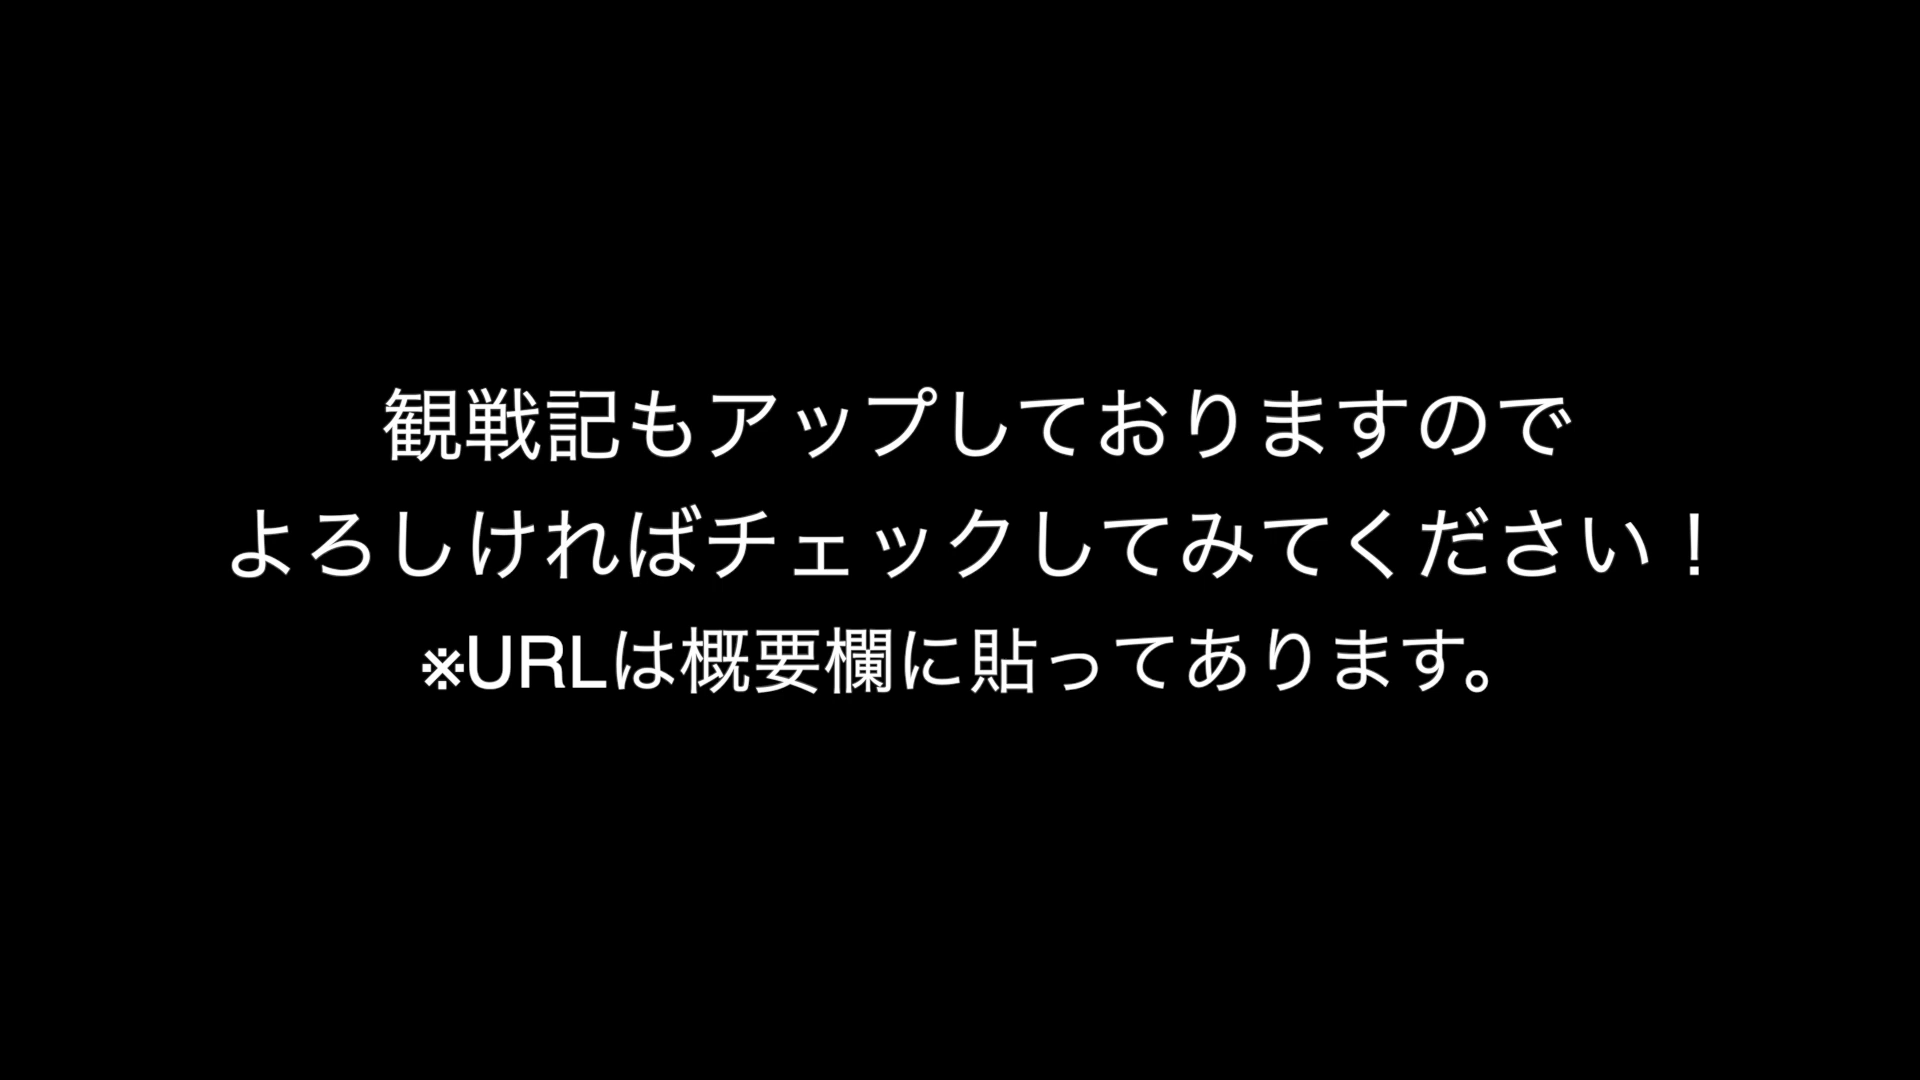 観戦記もアップしておりますので
よろしければチェックしてみてください！
※URLは概要欄に貼ってあります。